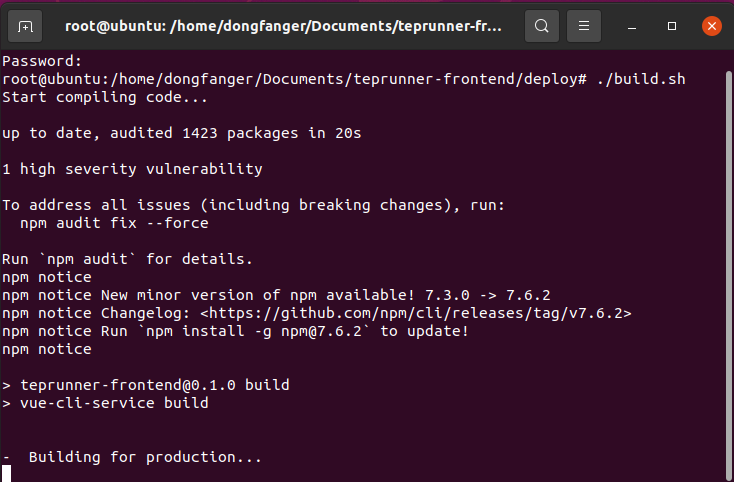 root@ubuntu: /home/dongfanger/Documents/teprunner-fr...
Password:
root@ubuntu:/home/dongfanger/Documents/teprunner-frontend/deploy# ./build.sh
Start compiling code...
up to date, audited 1423 packages in 20s
1 high severity vulnerability
To address all issues (including breaking changes), run:
  npm audit fix --force
Run `npm audit` for details.
npm notice
npm notice New minor version of npm available! 7.3.0 -> 7.6.2
npm notice Changelog: <https://github.com/npm/cli/releases/tag/v7.6.2>
npm notice Run `npm install -g npm@7.6.2` to update!
npm notice
> teprunner-frontend@0.1.0 build
> vue-cli-service build
-  Building for production...